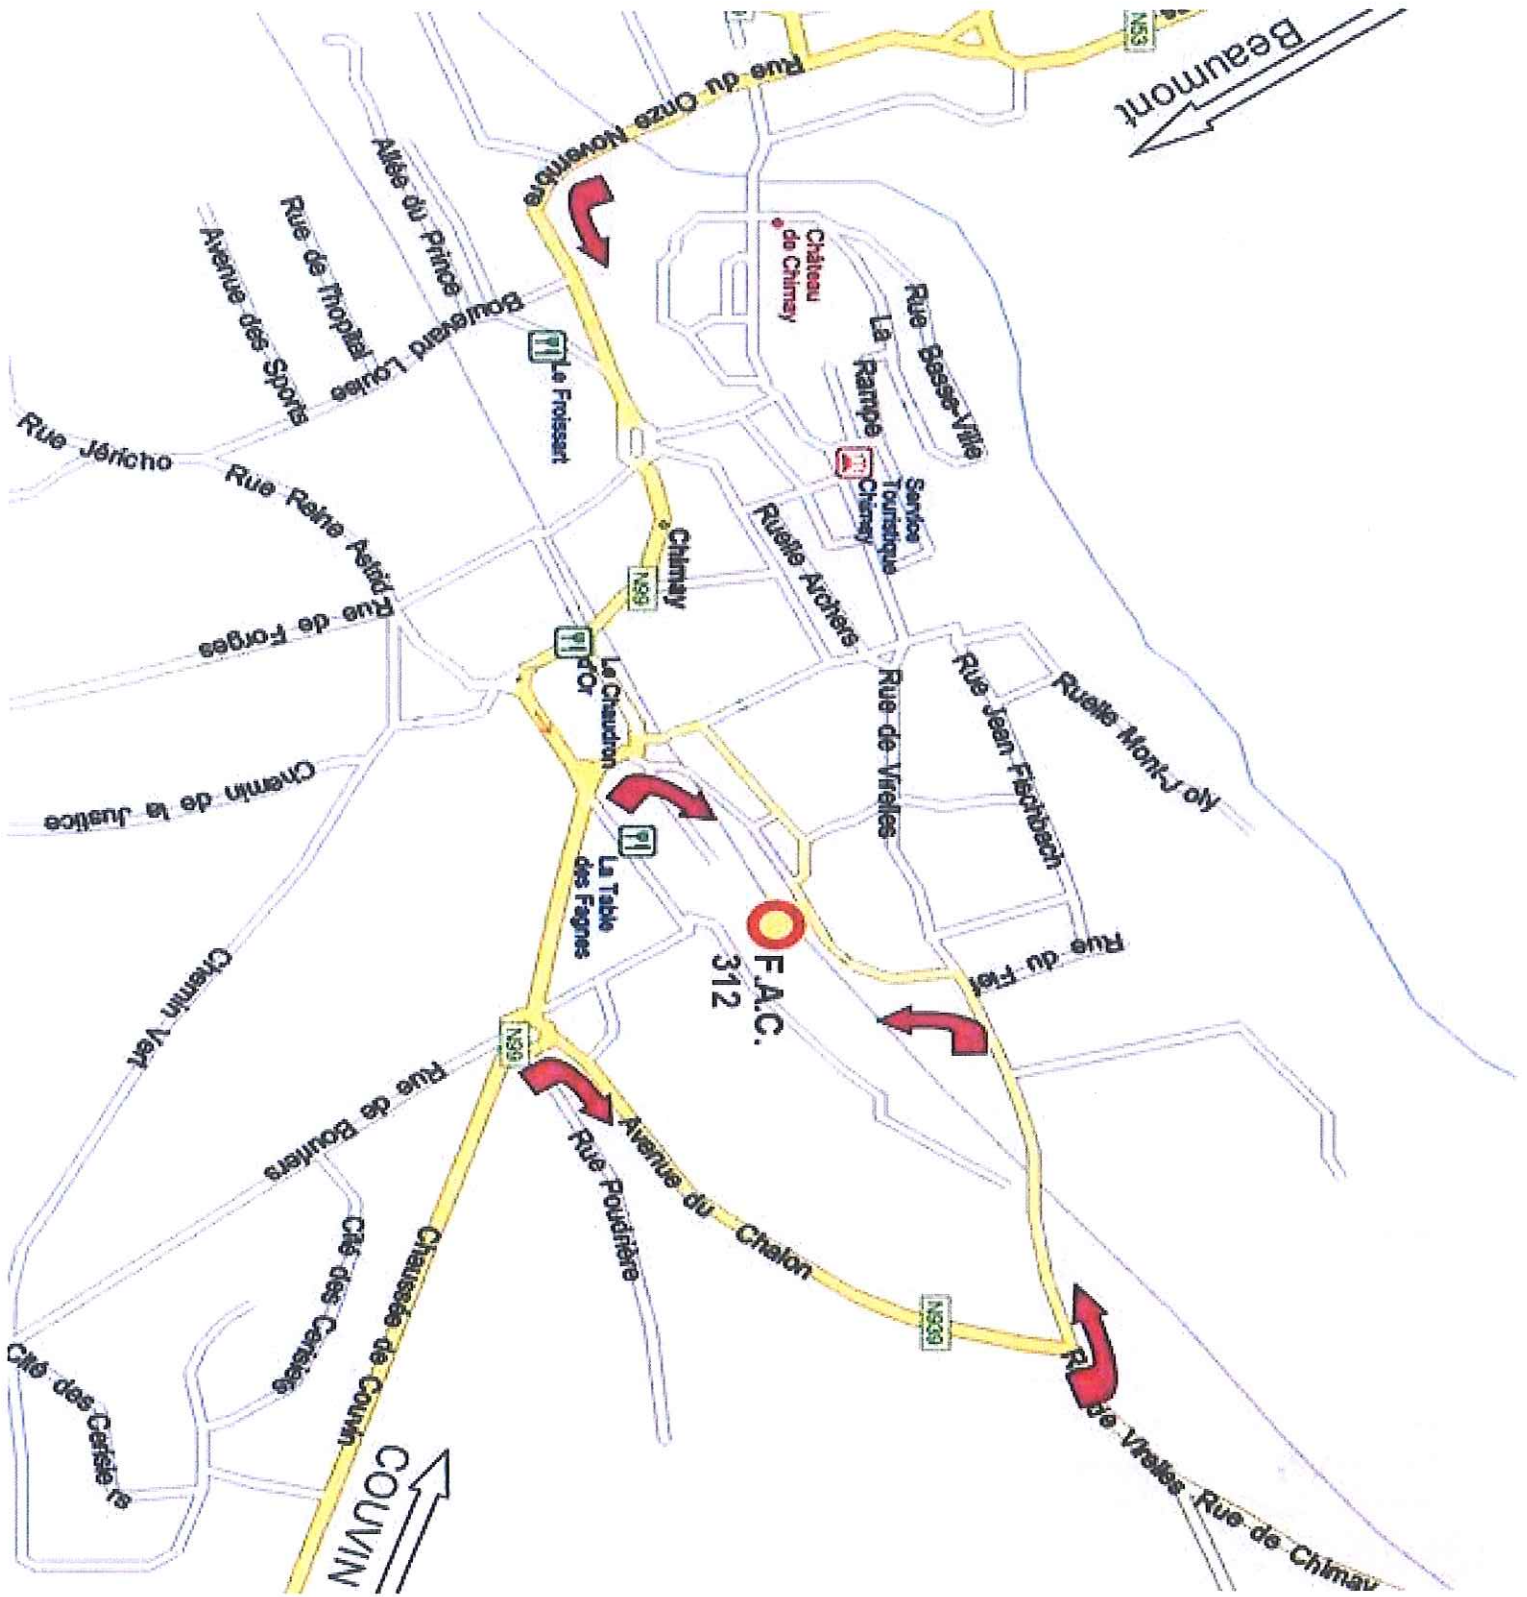 N53
Beaumont
Rue du Onze Novembre
Allée du Prince
Rue de l'hopital
Avenue des Sports
Boulevard Louise
Château
de Chimay
Rue Basse-Ville
La Rampe
Le Froissart
Service
Touristique
Chimay
Rue Jéricho
Rue Reine Astrid
Chimay
N99
Ruelle Archers
Rue de Forges
Le Chaudron
d'Or
Rue de Virelles
Rue Jean Fischbach
Ruelle Mont-Joly
Chemin de la Justice
La Table
des Fagnes
Rue du Fief
F.A.C.
312
Chemin Vert
N99
Rue de Bourlers
Avenue du Chalon
Rue Poudrière
Cité des Cerisiers
Chaussée de Couvin
N939
de Virelles
Rue de Chimay
Cité des Cerisiers
COUVIN